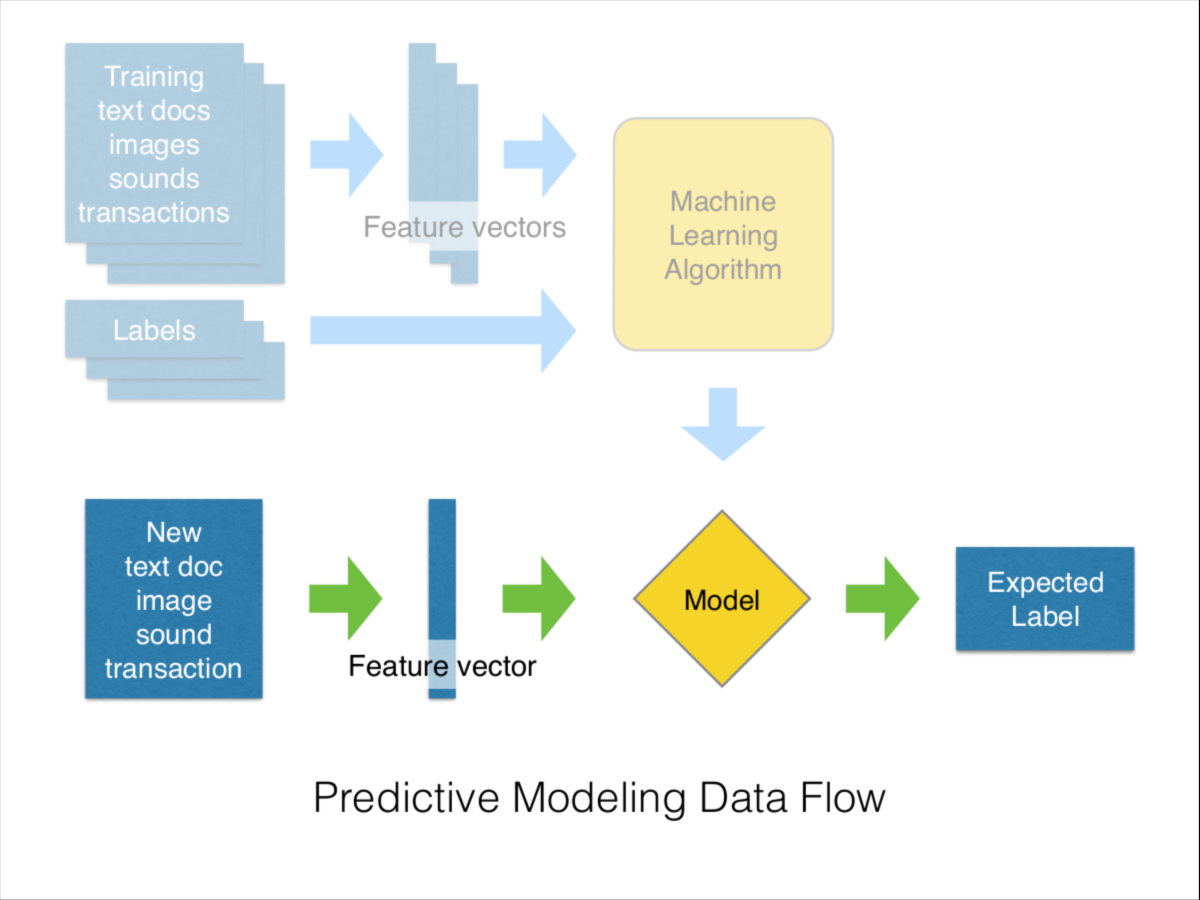 Training
text docs
images
sounds
transactions
Feature vectors
Machine
Learning
Algorithm
Labels
New
text doc
image
sound
transaction
Feature vector
Model
Expected
Label
Predictive Modeling Data Flow